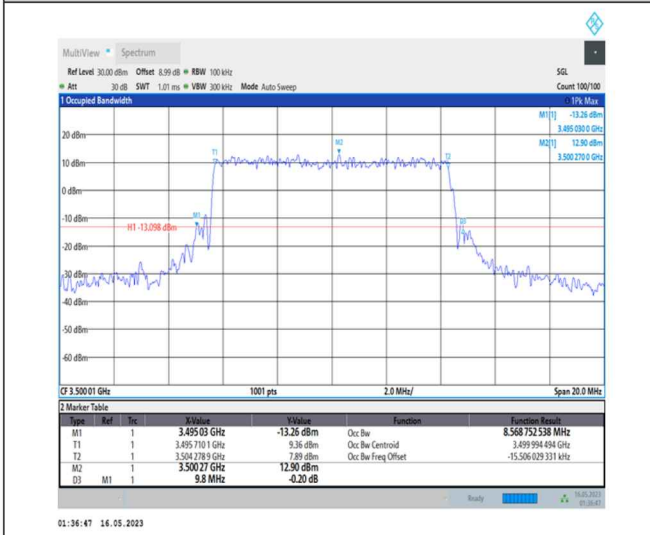 MultiView Spectrum
Ref Level 30.00 dBm Offset 8.99 dB RBW 100 kHz SGL
Att 30 dB SWT 1.01 ms VBW 300 kHz Mode Auto Sweep Count 100/100
1 Occupied Bandwidth 1Pk Max
M1[1] -13.26 dBm
3.495 030 0 GHz
M2[1] 12.90 dBm
3.500 270 0 GHz
20 dBm
M2
T1 T2
10 dBm
0 dBm
-10 dBm
M1
H1 -13.098 dBm
-30 dBm
-40 dBm
-50 dBm
-60 dBm
CF 3.500 01 GHz 1001 pts 2.0 MHz/ Span 20.0 MHz
2 Marker Table
Type Ref Trc X-Value Y-Value Function Function Result
M1 1 3.495 03 GHz -13.26 dBm Occ Bw 8.568 752 538 MHz
T1 1 3.495 710 1 GHz 9.36 dBm Occ Bw Centroid 3.499 994 494 GHz
T2 1 3.504 278 9 GHz 7.89 dBm Occ Bw Freq Offset -15.506 029 331 kHz
M2 1 3.500 27 GHz 12.90 dBm
D3 M1 1 9.8 MHz -0.20 dB
Ready 16.05.2023
01:36:47
01:36:47 16.05.2023